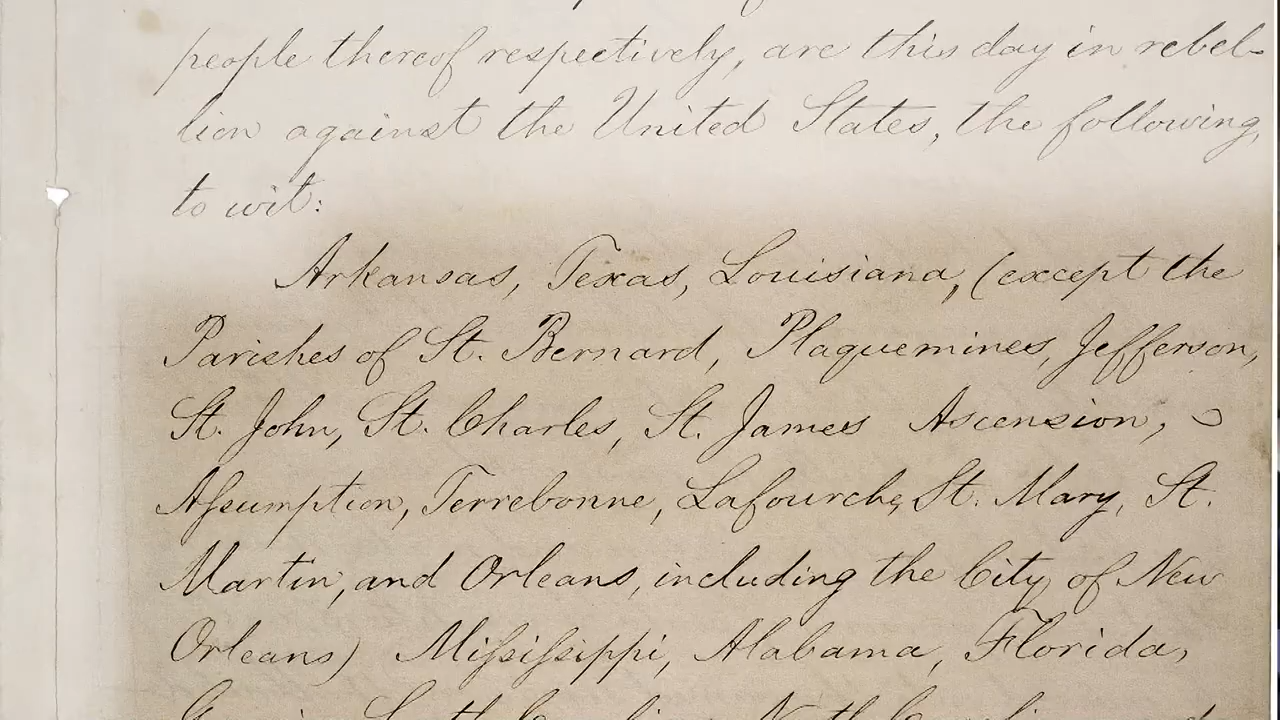 people thereof respectively, are this day in rebel-
lion against the United States, the following,
to wit:
Arkansas, Texas, Louisiana, (except the
Parishes of St. Bernard, Plaquemines, Jefferson,
St. John, St. Charles, St. James Ascension,
Assumption, Terrebonne, Lafourche, St. Mary, St.
Martin, and Orleans, including the City of New
Orleans) Mississippi, Alabama, Florida,